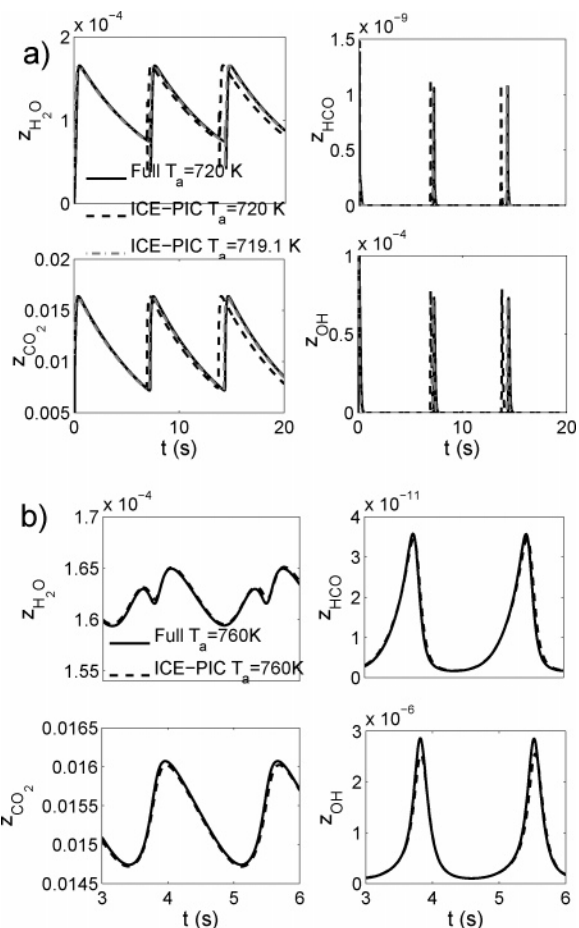 a)
x 10⁻⁴
2
1
0
z_H₂O
Full T_a=720 K
ICE-PIC T_a=720 K
ICE-PIC T_a=719.1 K
x 10⁻⁹
1.5
1
0.5
0
z_HCO
0.02
0.015
0.01
0.005
z_CO₂
0 10 20
t (s)
x 10⁻⁴
1
0.5
0
z_OH
0 10 20
t (s)
b)
x 10⁻⁴
1.7
1.65
1.6
1.55
z_H₂O
Full T_a=760K
ICE-PIC T_a=760K
x 10⁻¹¹
4
3
2
1
0
z_HCO
0.0165
0.016
0.0155
0.015
0.0145
z_CO₂
3 4 5 6
t (s)
x 10⁻⁶
3
2
1
0
z_OH
3 4 5 6
t (s)